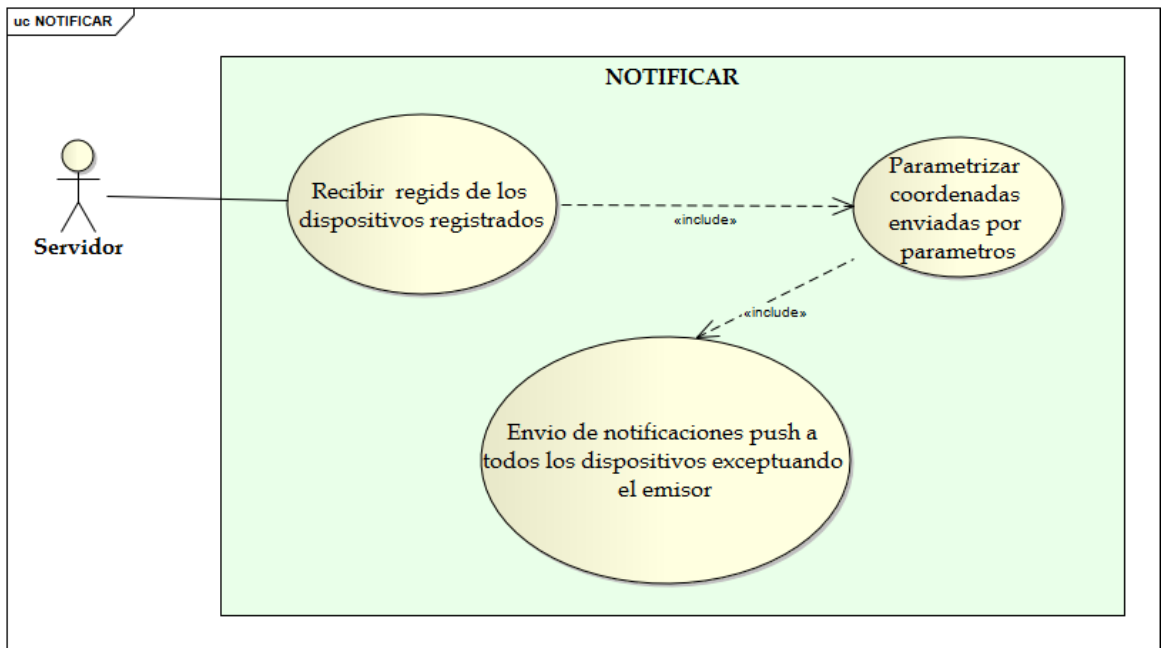 uc NOTIFICAR
NOTIFICAR
Servidor
Recibir regids de los
dispositivos registrados
«include»
Parametrizar
coordenadas
enviadas por
parametros
«include»
Envio de notificaciones push a
todos los dispositivos exceptuando
el emisor